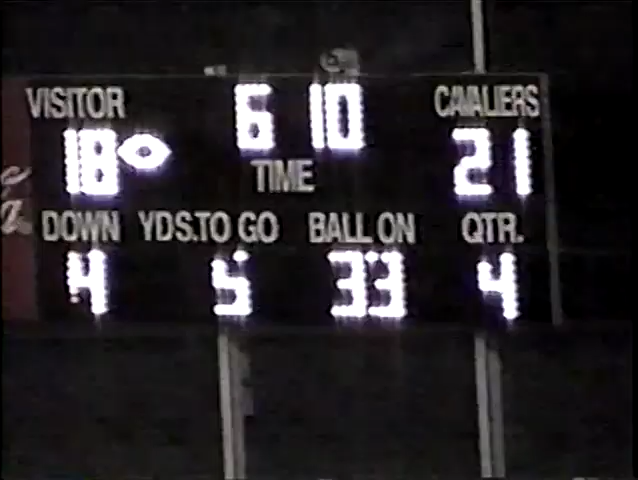 VISITOR 6 10 CAVALIERS
18 TIME 21
DOWN YDS.TO GO BALL ON QTR.
4 5 33 4